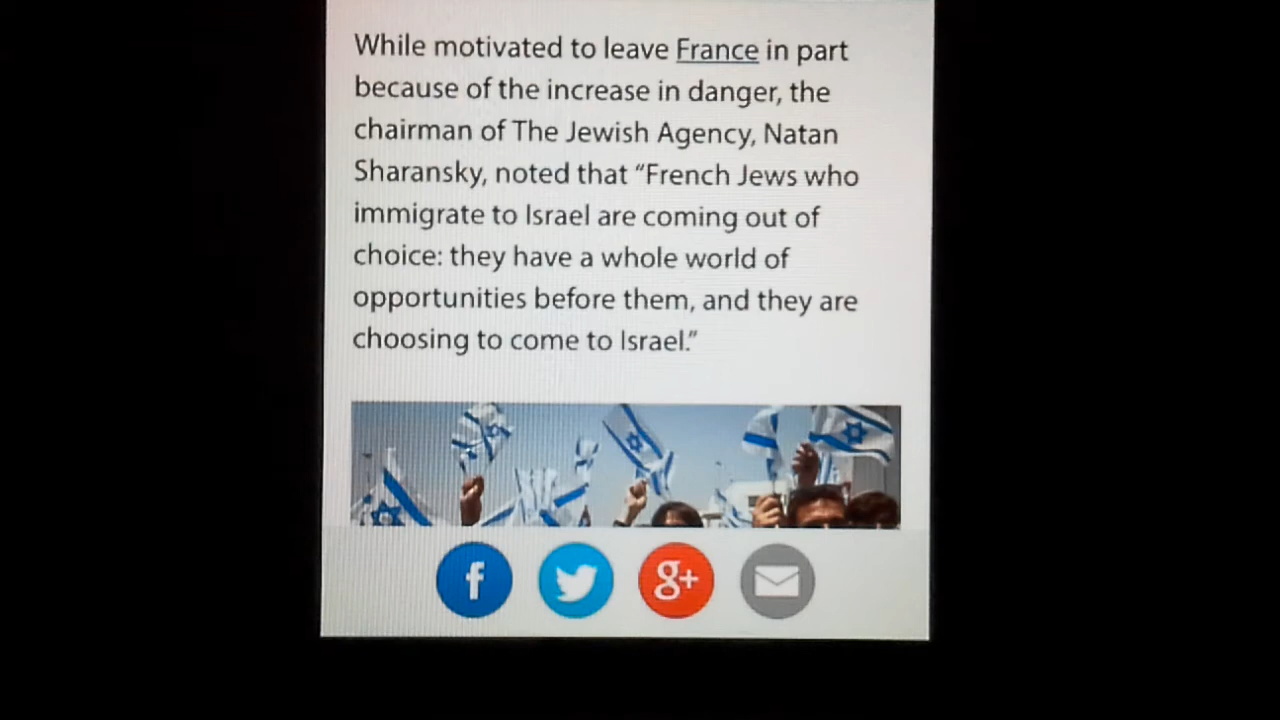 While motivated to leave France in part
because of the increase in danger, the
chairman of The Jewish Agency, Natan
Sharansky, noted that “French Jews who
immigrate to Israel are coming out of
choice: they have a whole world of
opportunities before them, and they are
choosing to come to Israel.”
f
g+